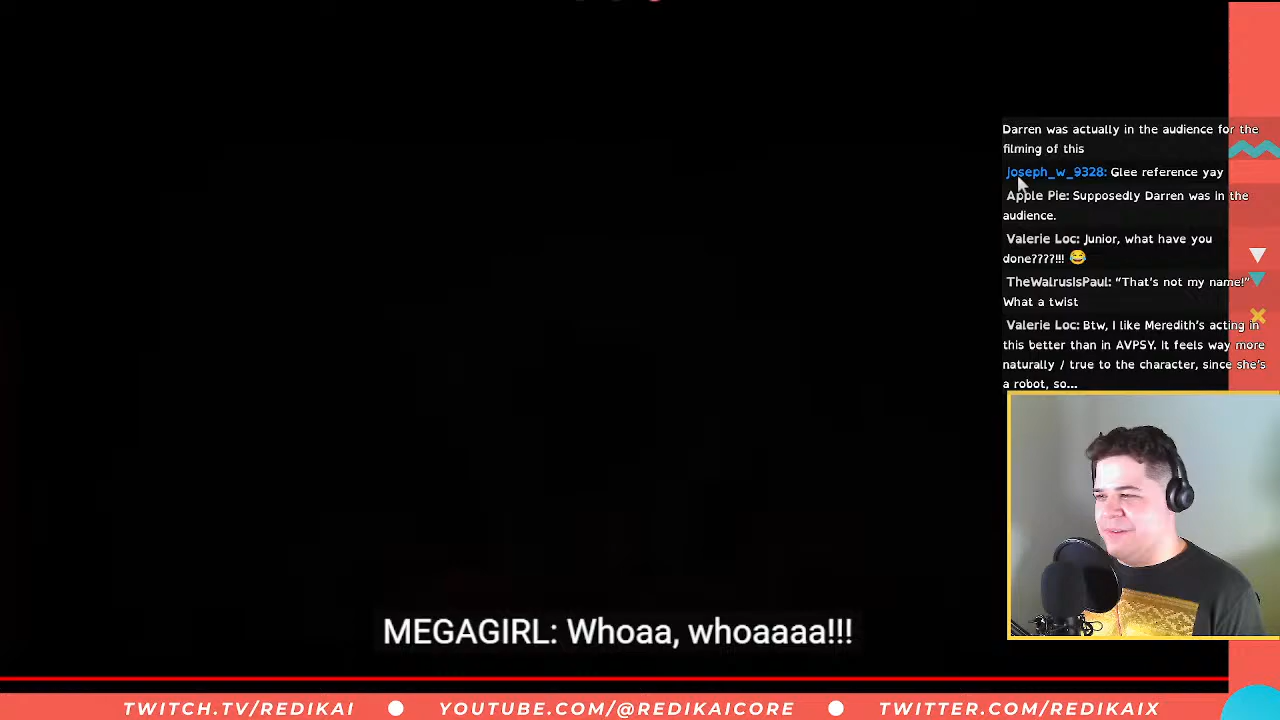 Darren was actually in the audience for the
filming of this
joseph_w_9328: Glee reference yay
Apple Pie: Supposedly Darren was in the
audience.
Valerie Loc: Junior, what have you
done????!!! 😂
TheWalrusIsPaul: “That’s not my name!”
What a twist
Valerie Loc: Btw, I like Meredith’s acting in
this better than in AVPSY. It feels way more
naturally / true to the character, since she’s
a robot, so...
MEGAGIRL: Whoaa, whoaaaa!!!
TWITCH.TV/REDIKAI
YOUTUBE.COM/@REDIKAICORE
TWITTER.COM/REDIKAIX